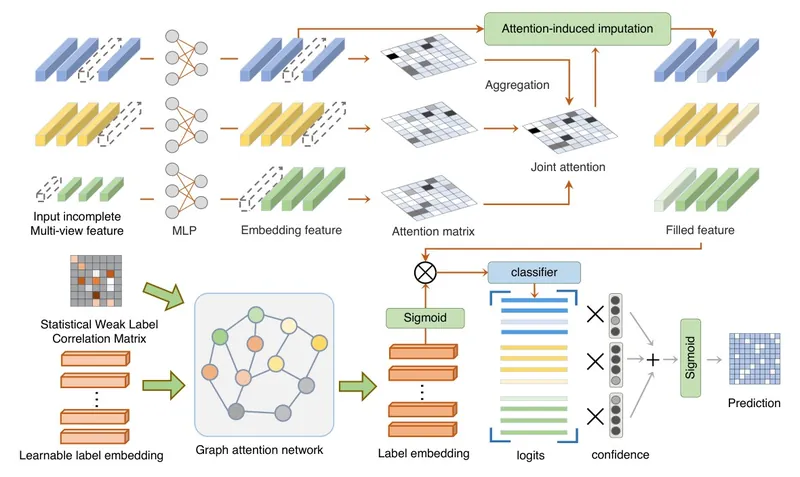 Attention-induced imputation
Aggregation
Joint attention
Input incomplete
Multi-view feature
MLP
Embedding feature
Attention matrix
Filled feature
classifier
Sigmoid
Statistical Weak Label
Correlation Matrix
Sigmoid
Prediction
Learnable label embedding
Graph attention network
Label embedding
logits
confidence